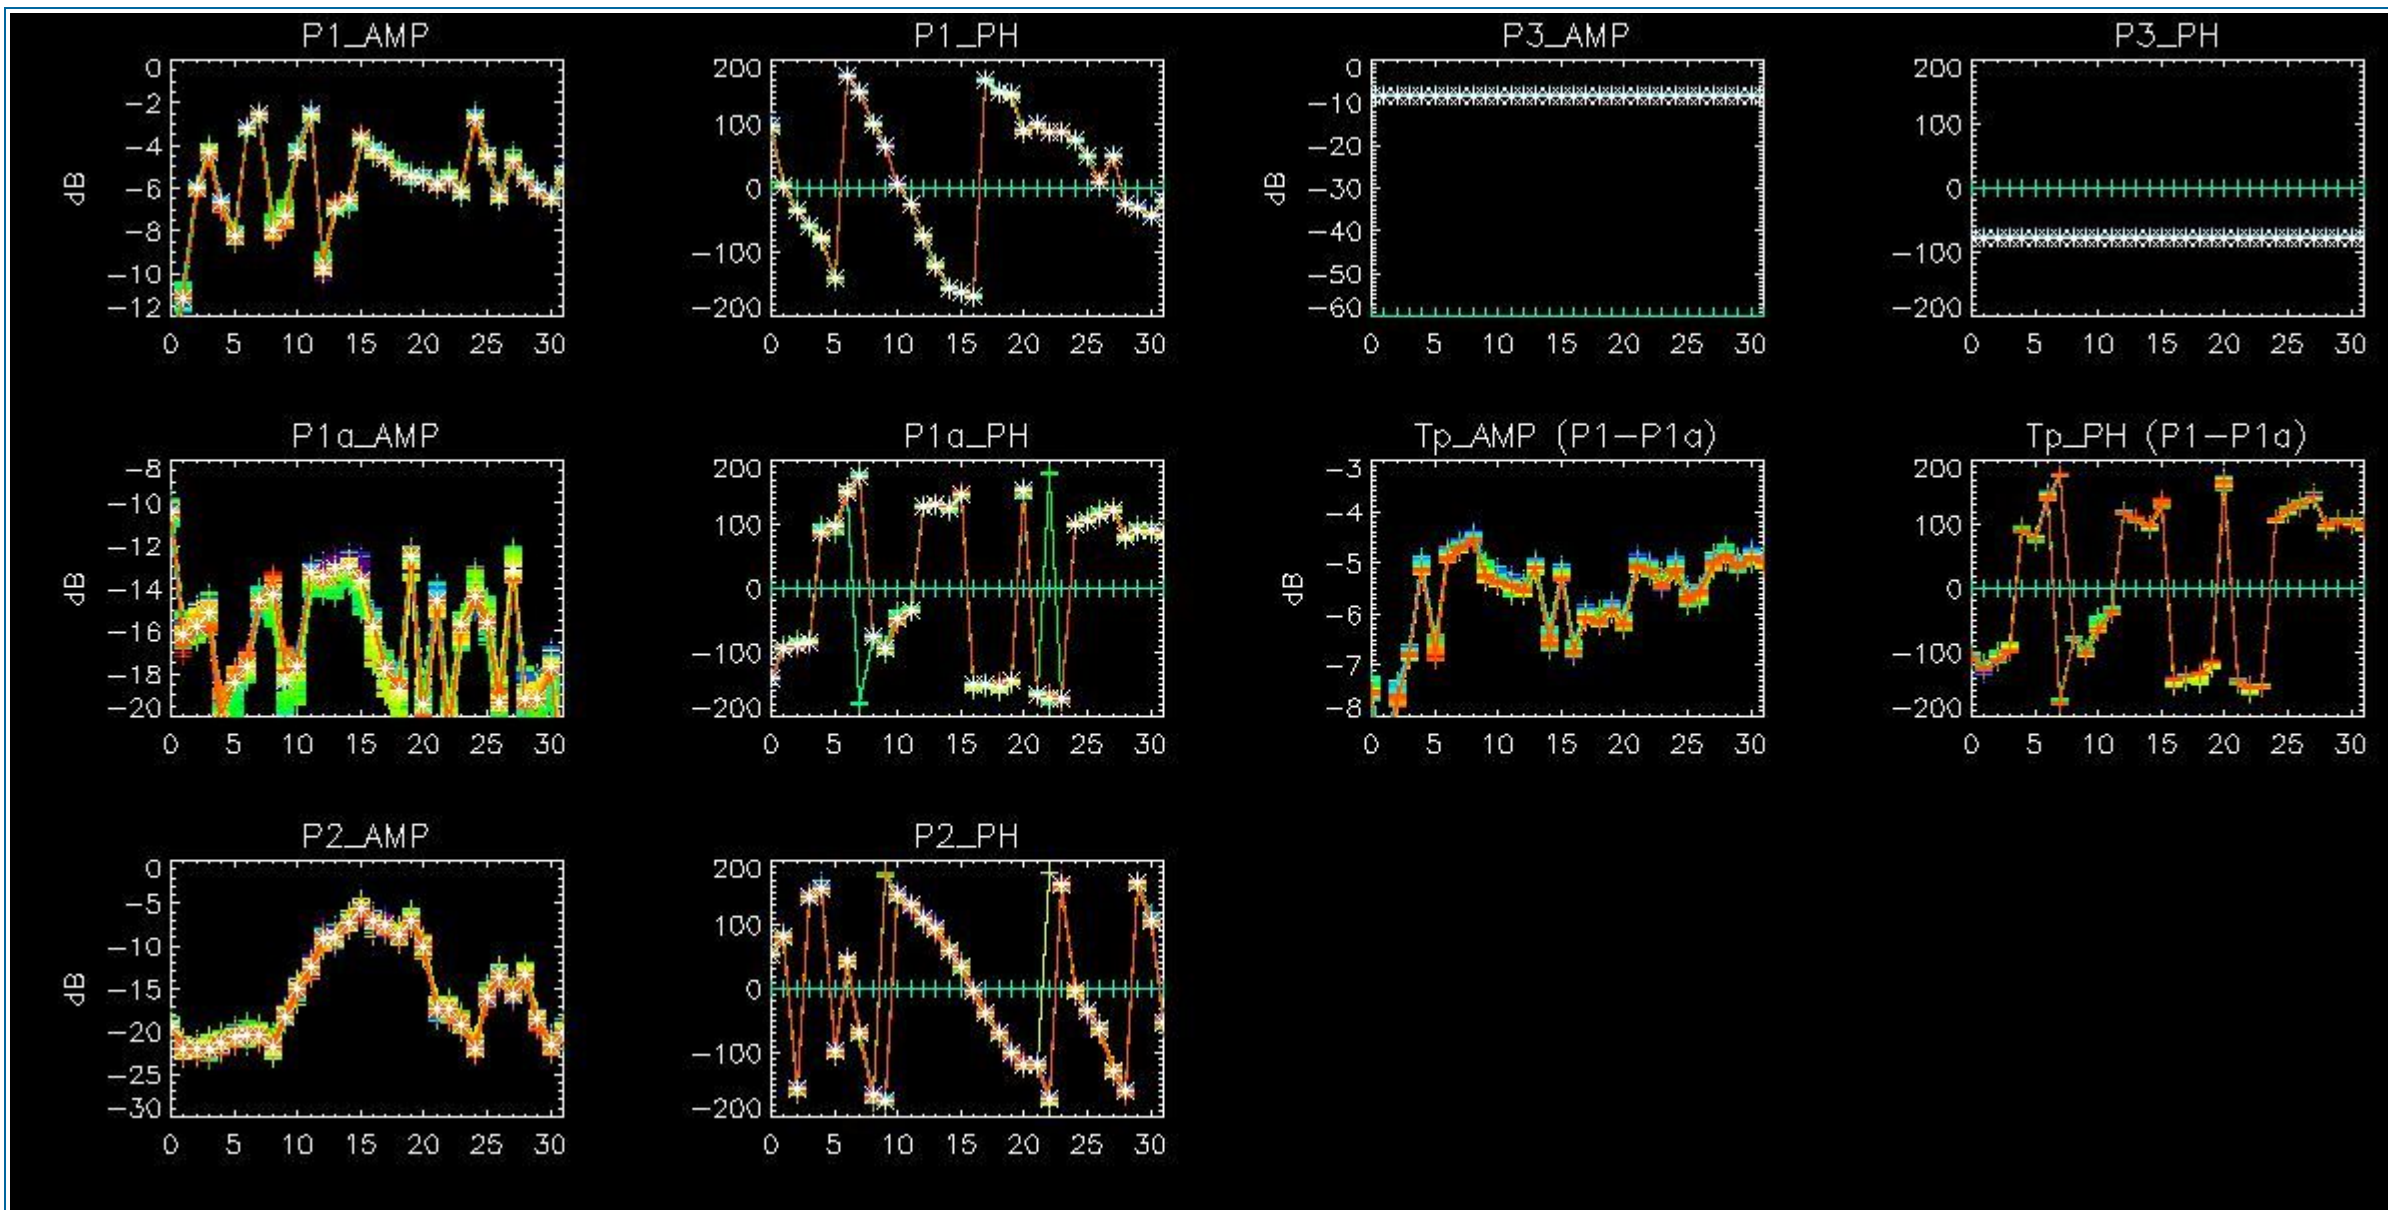 P1_AMP
0
−2
−4
−6
−8
−10
−12
dB
0 5 10 15 20 25 30
P1_PH
200
100
0
−100
−200
0 5 10 15 20 25 30
P3_AMP
0
−10
−20
−30
−40
−50
−60
dB
0 5 10 15 20 25 30
P3_PH
200
100
0
−100
−200
0 5 10 15 20 25 30
P1a_AMP
−8
−10
−12
−14
−16
−18
−20
dB
0 5 10 15 20 25 30
P1a_PH
200
100
0
−100
−200
0 5 10 15 20 25 30
Tp_AMP (P1−P1a)
−3
−4
−5
−6
−7
−8
dB
0 5 10 15 20 25 30
Tp_PH (P1−P1a)
200
100
0
−100
−200
0 5 10 15 20 25 30
P2_AMP
0
−5
−10
−15
−20
−25
−30
dB
0 5 10 15 20 25 30
P2_PH
200
100
0
−100
−200
0 5 10 15 20 25 30